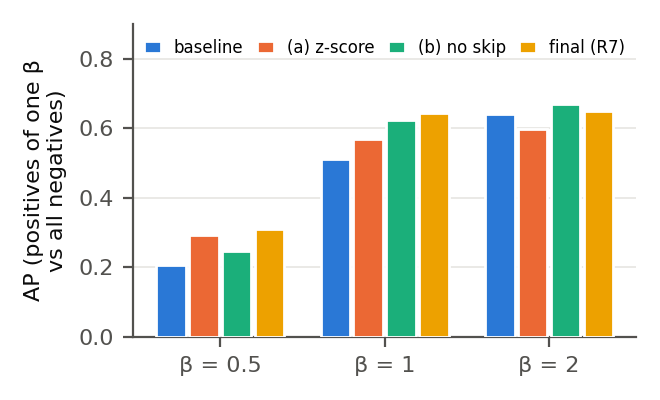 baseline (a) z-score (b) no skip final (R7)
AP (positives of one β
vs all negatives)
0.8
0.6
0.4
0.2
0.0
β = 0.5 β = 1 β = 2